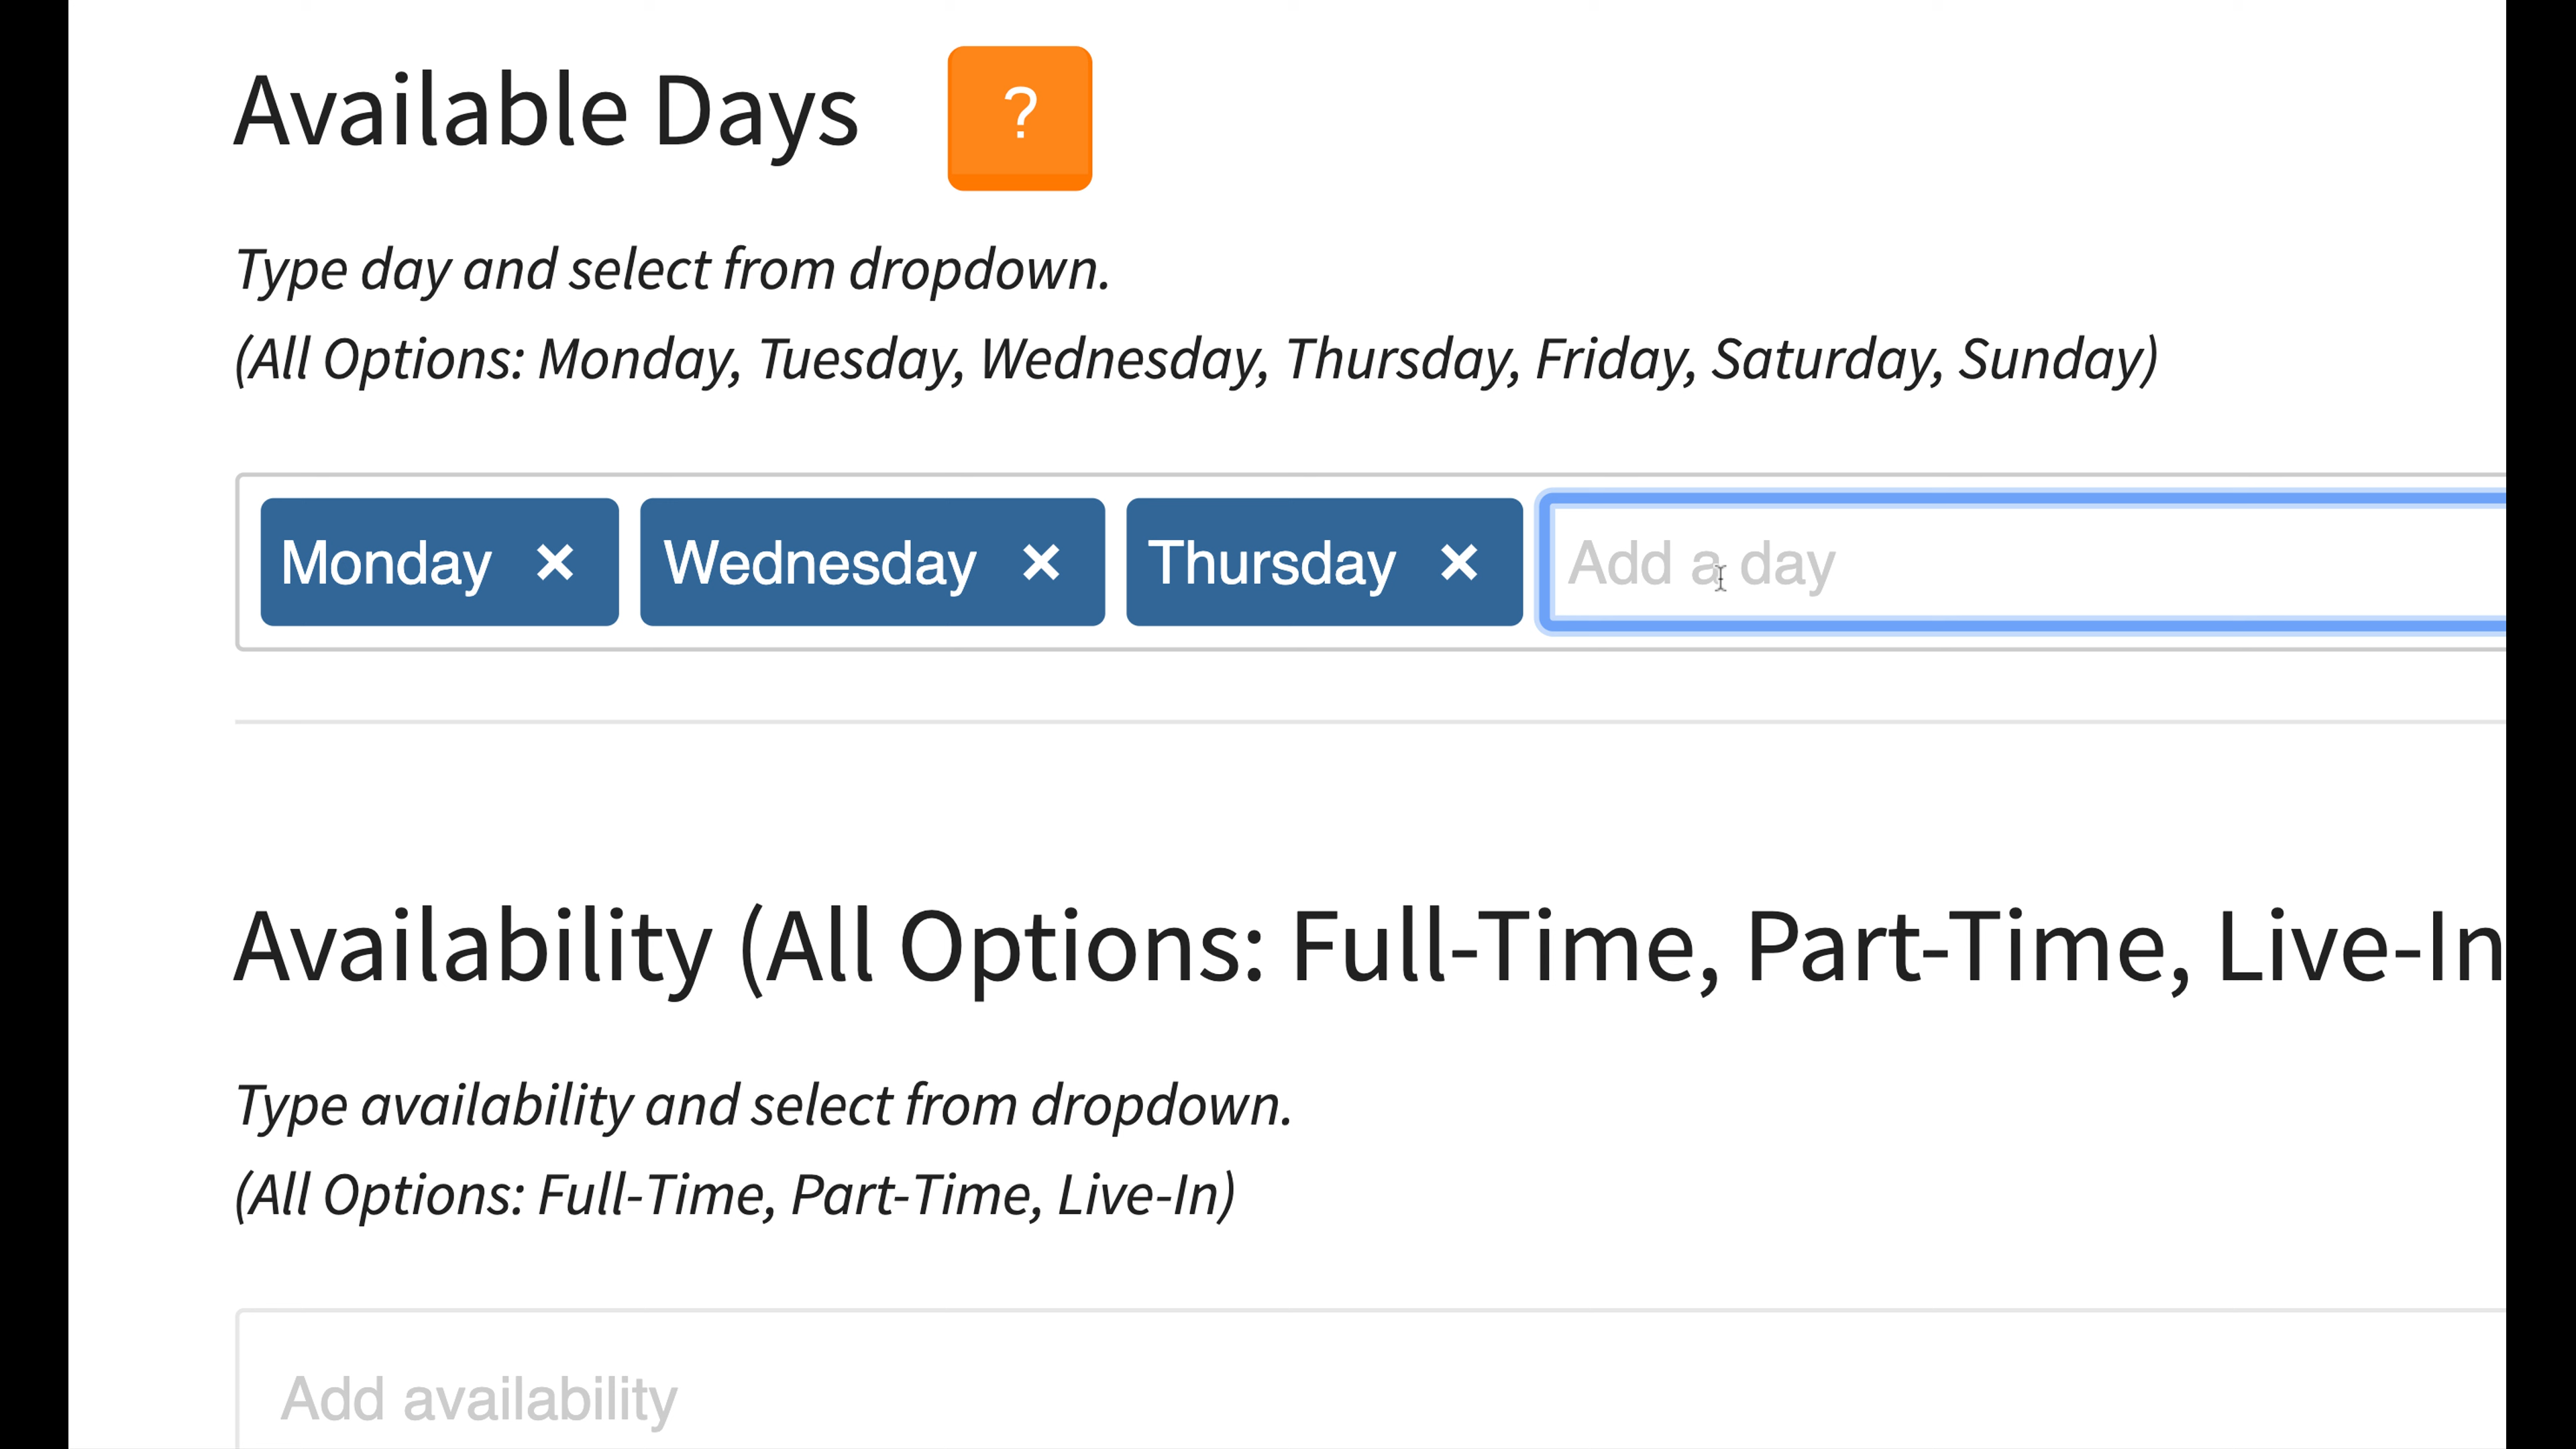 Available Days ?
Type day and select from dropdown.
(All Options: Monday, Tuesday, Wednesday, Thursday, Friday, Saturday, Sunday)
Monday × Wednesday × Thursday × Add a day
Availability (All Options: Full-Time, Part-Time, Live-In
Type availability and select from dropdown.
(All Options: Full-Time, Part-Time, Live-In)
Add availability